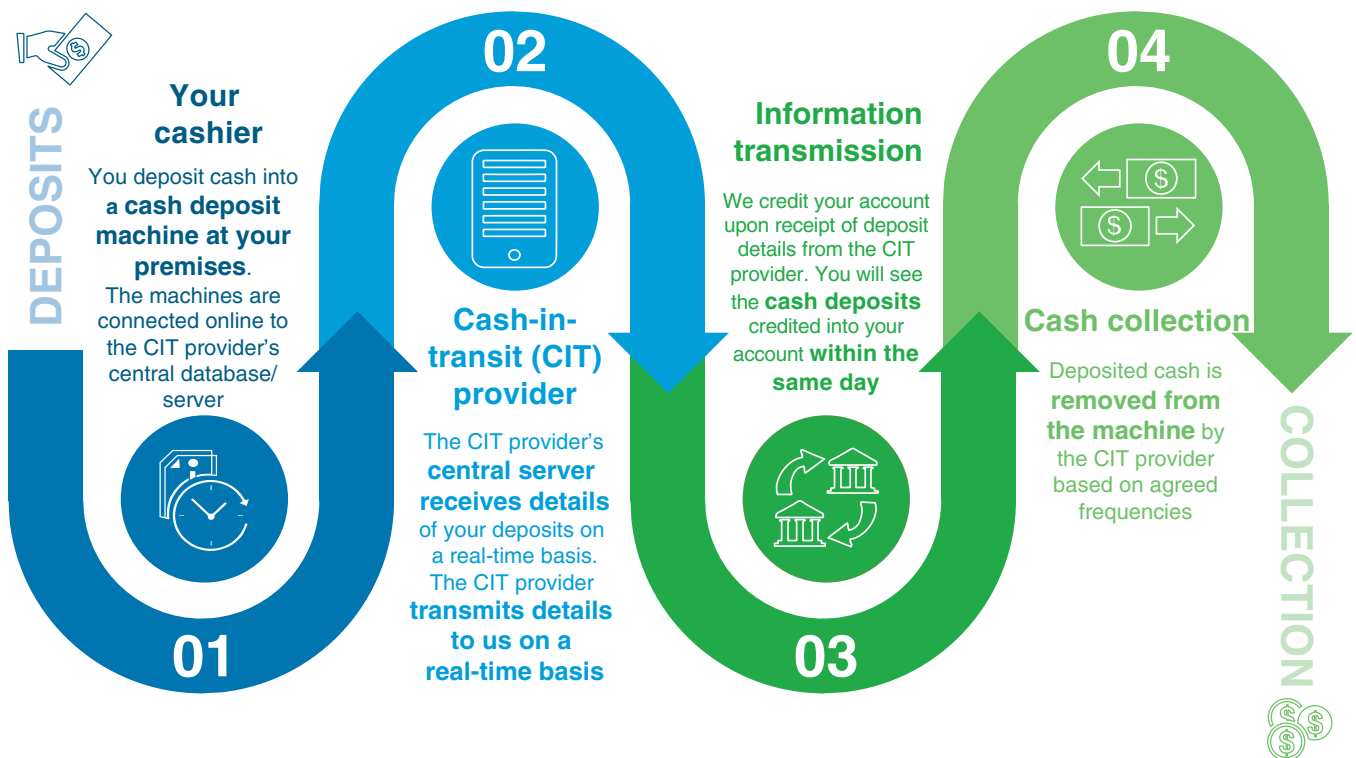 DEPOSITS
Your
cashier
You deposit cash into
a cash deposit
machine at your
premises.
The machines are
connected online to
the CIT provider's
central database/
server
01
02
Cash-in-
transit (CIT)
provider
The CIT provider's
central server
receives details
of your deposits on
a real-time basis.
The CIT provider
transmits details
to us on a
real-time basis
Information
transmission
We credit your account
upon receipt of deposit
details from the CIT
provider. You will see
the cash deposits
credited into your
account within the
same day
03
04
Cash collection
Deposited cash is
removed from
the machine by
the CIT provider
based on agreed
frequencies
COLLECTION